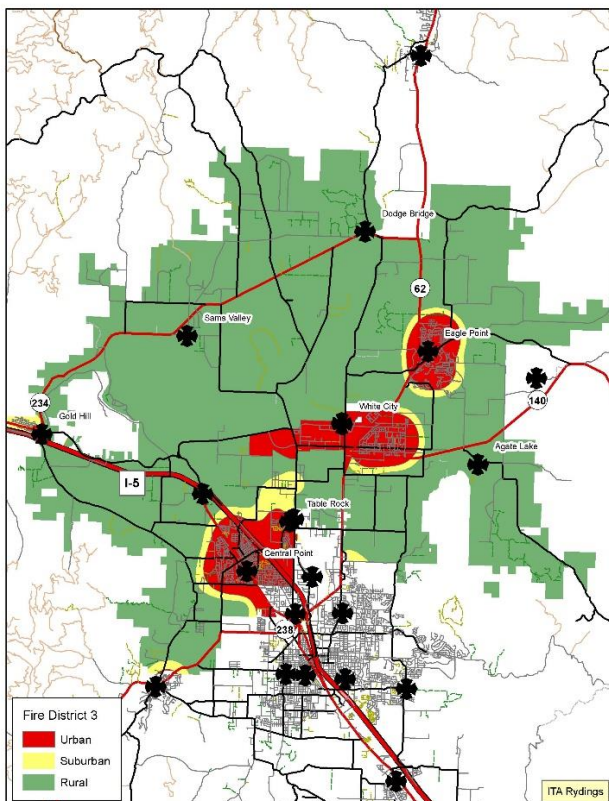 Dodge Bridge
62
Sams Valley
Eagle Point
234
Gold Hill
White City
140
Agate Lake
I-5
Table Rock
Central Point
238
Fire District 3
Urban
Suburban
Rural
ITA Rydings